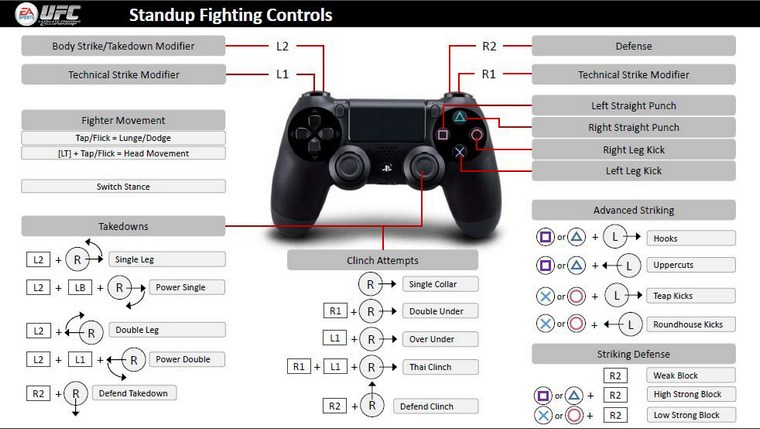 EA SPORTS UFC
Standup Fighting Controls
Body Strike/Takedown Modifier
L2
R2
Defense
Technical Strike Modifier
L1
R1
Technical Strike Modifier
Left Straight Punch
Right Straight Punch
Right Leg Kick
Left Leg Kick
Fighter Movement
Tap/Flick = Lunge/Dodge
[LT] + Tap/Flick = Head Movement
Switch Stance
Takedowns
L2 + R Single Leg
L2 + LB + R Power Single
L2 + R Double Leg
L2 + L1 + R Power Double
R2 + R Defend Takedown
Clinch Attempts
R Single Collar
R1 + R Double Under
L1 + R Over Under
R1 + L1 + R Thai Clinch
R2 + R Defend Clinch
Advanced Striking
or + L Hooks
or + L Uppercuts
or + L Teap Kicks
or + L Roundhouse Kicks
Striking Defense
R2 Weak Block
or + R2 High Strong Block
or + R2 Low Strong Block